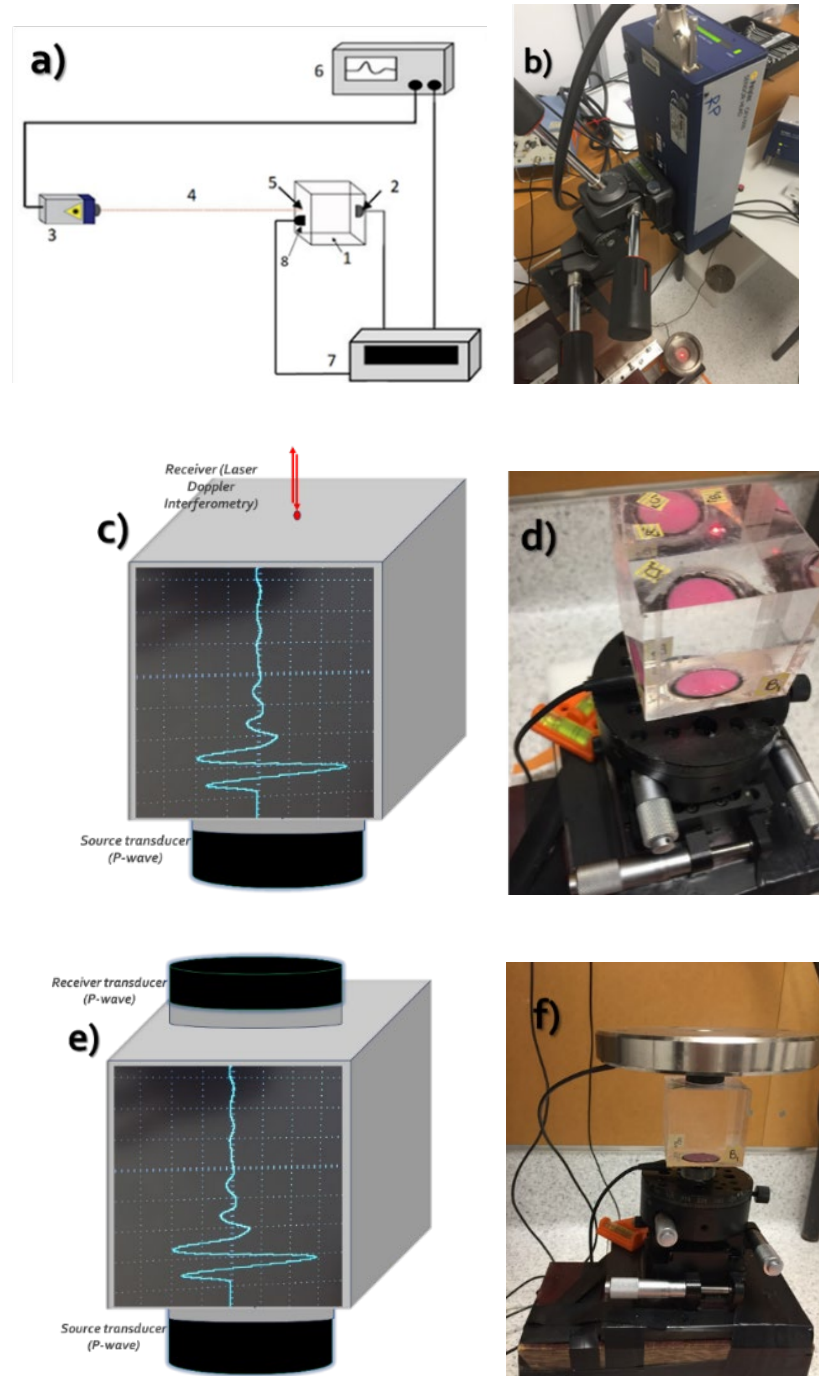 a)
6
5
4
2
3
8
1
7
b)
Receiver (Laser
Doppler
Interferometry)
c)
Source transducer
(P-wave)
d)
Receiver transducer
(P-wave)
e)
Source transducer
(P-wave)
f)